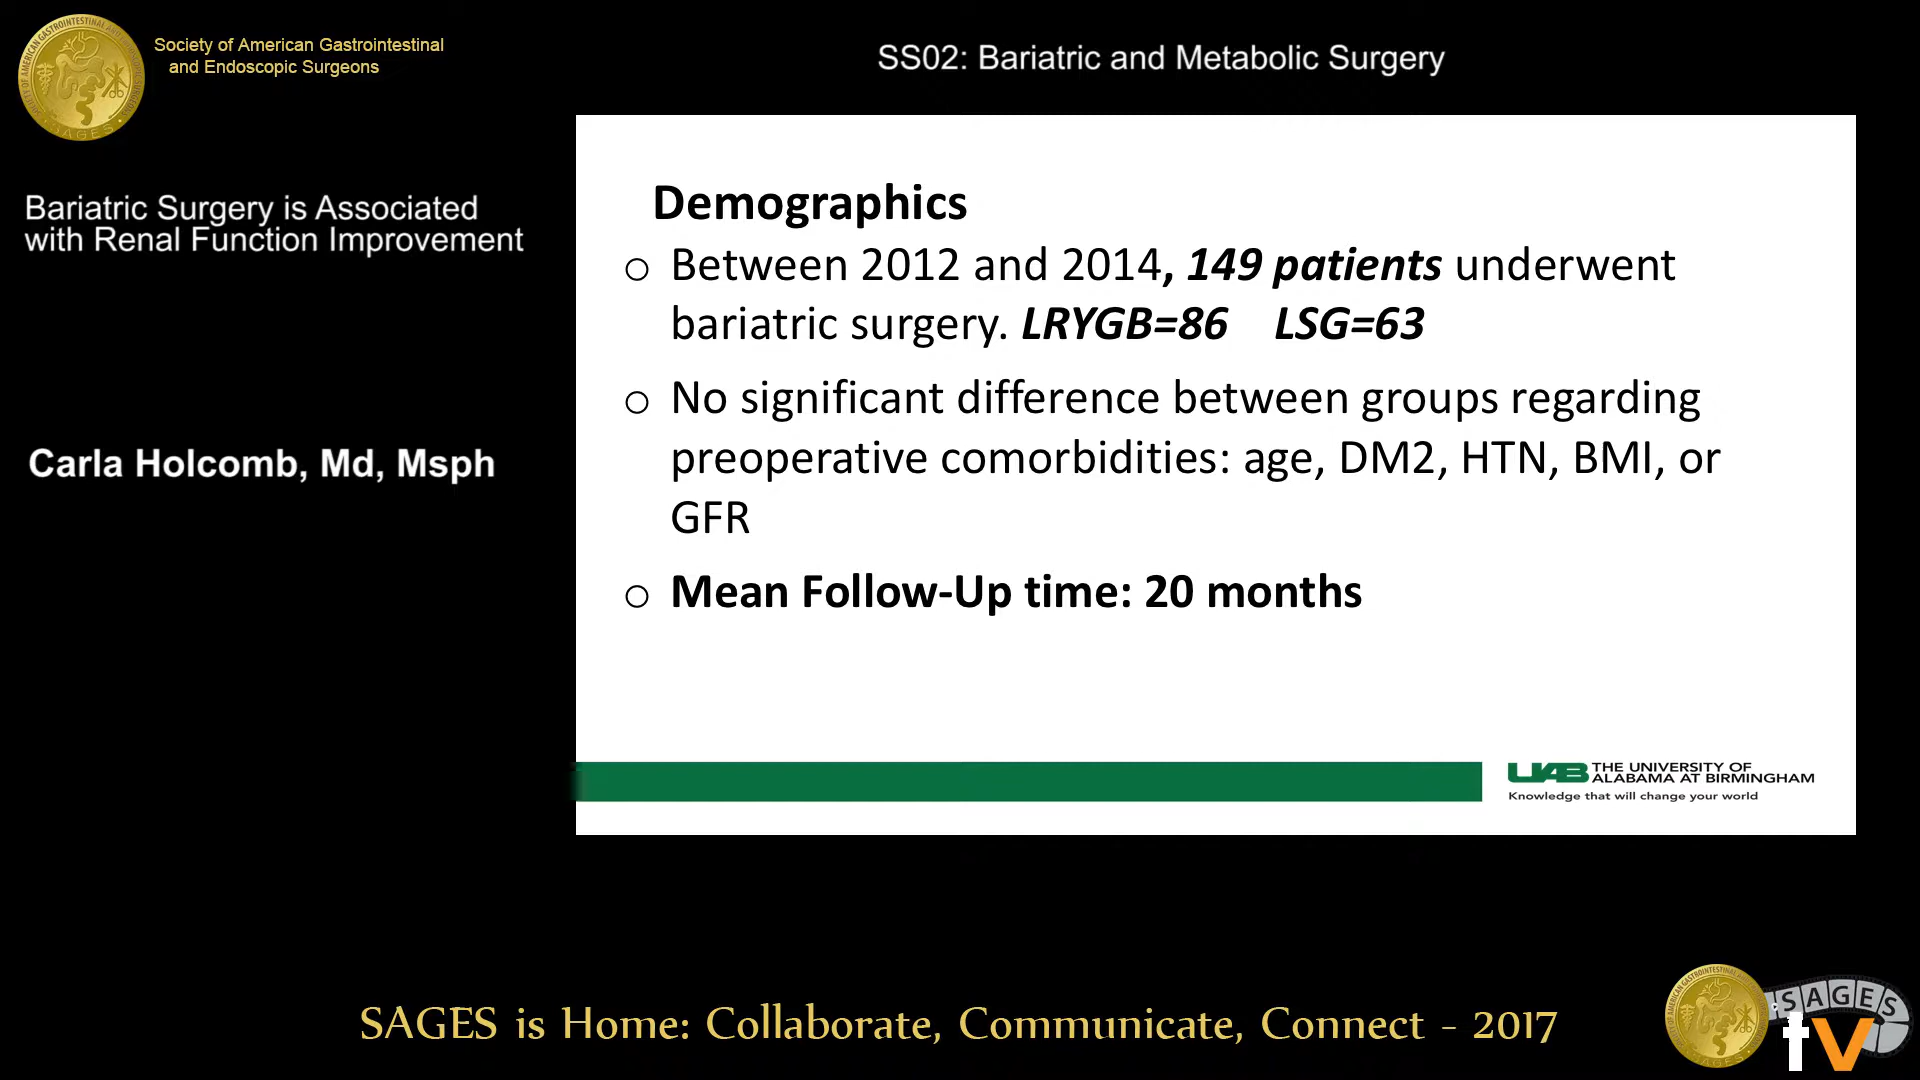 Society of American Gastrointestinal
and Endoscopic Surgeons
SS02: Bariatric and Metabolic Surgery
Bariatric Surgery is Associated
with Renal Function Improvement
Carla Holcomb, Md, Msph
Demographics
o Between 2012 and 2014, 149 patients underwent
bariatric surgery. LRYGB=86 LSG=63
o No significant difference between groups regarding
preoperative comorbidities: age, DM2, HTN, BMI, or
GFR
o Mean Follow-Up time: 20 months
UAB THE UNIVERSITY OF
ALABAMA AT BIRMINGHAM
Knowledge that will change your world
SAGES is Home: Collaborate, Communicate, Connect - 2017
SAGES
tv